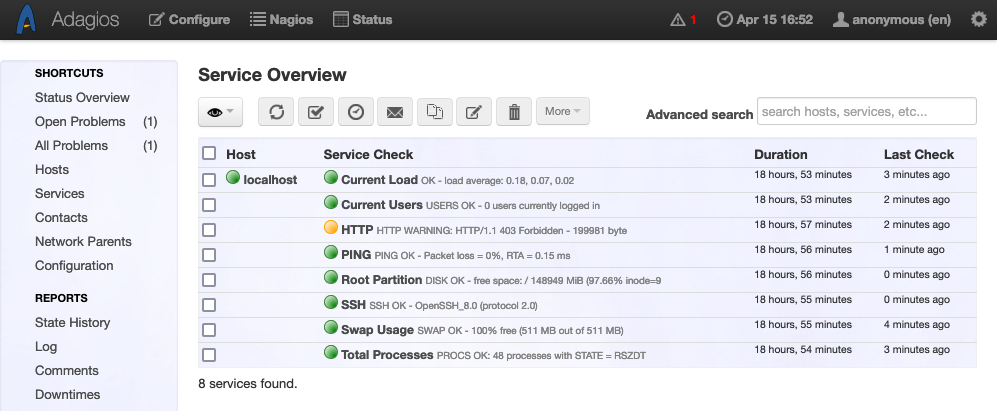 Adagios Configure Nagios Status 1 Apr 15 16:52 anonymous (en)
SHORTCUTS
Status Overview
Open Problems (1)
All Problems (1)
Hosts
Services
Contacts
Network Parents
Configuration
REPORTS
State History
Log
Comments
Downtimes
Service Overview
More
Advanced search search hosts, services, etc...
Host Service Check Duration Last Check
localhost Current Load OK - load average: 0.18, 0.07, 0.02 18 hours, 53 minutes 3 minutes ago
Current Users USERS OK - 0 users currently logged in 18 hours, 53 minutes 2 minutes ago
HTTP HTTP WARNING: HTTP/1.1 403 Forbidden - 199981 byte 18 hours, 57 minutes 2 minutes ago
PING PING OK - Packet loss = 0%, RTA = 0.15 ms 18 hours, 56 minutes 1 minute ago
Root Partition DISK OK - free space: / 148949 MiB (97.66% inode=9 18 hours, 56 minutes 0 minutes ago
SSH SSH OK - OpenSSH_8.0 (protocol 2.0) 18 hours, 55 minutes 0 minutes ago
Swap Usage SWAP OK - 100% free (511 MB out of 511 MB) 18 hours, 55 minutes 4 minutes ago
Total Processes PROCS OK: 48 processes with STATE = RSZDT 18 hours, 54 minutes 3 minutes ago
8 services found.